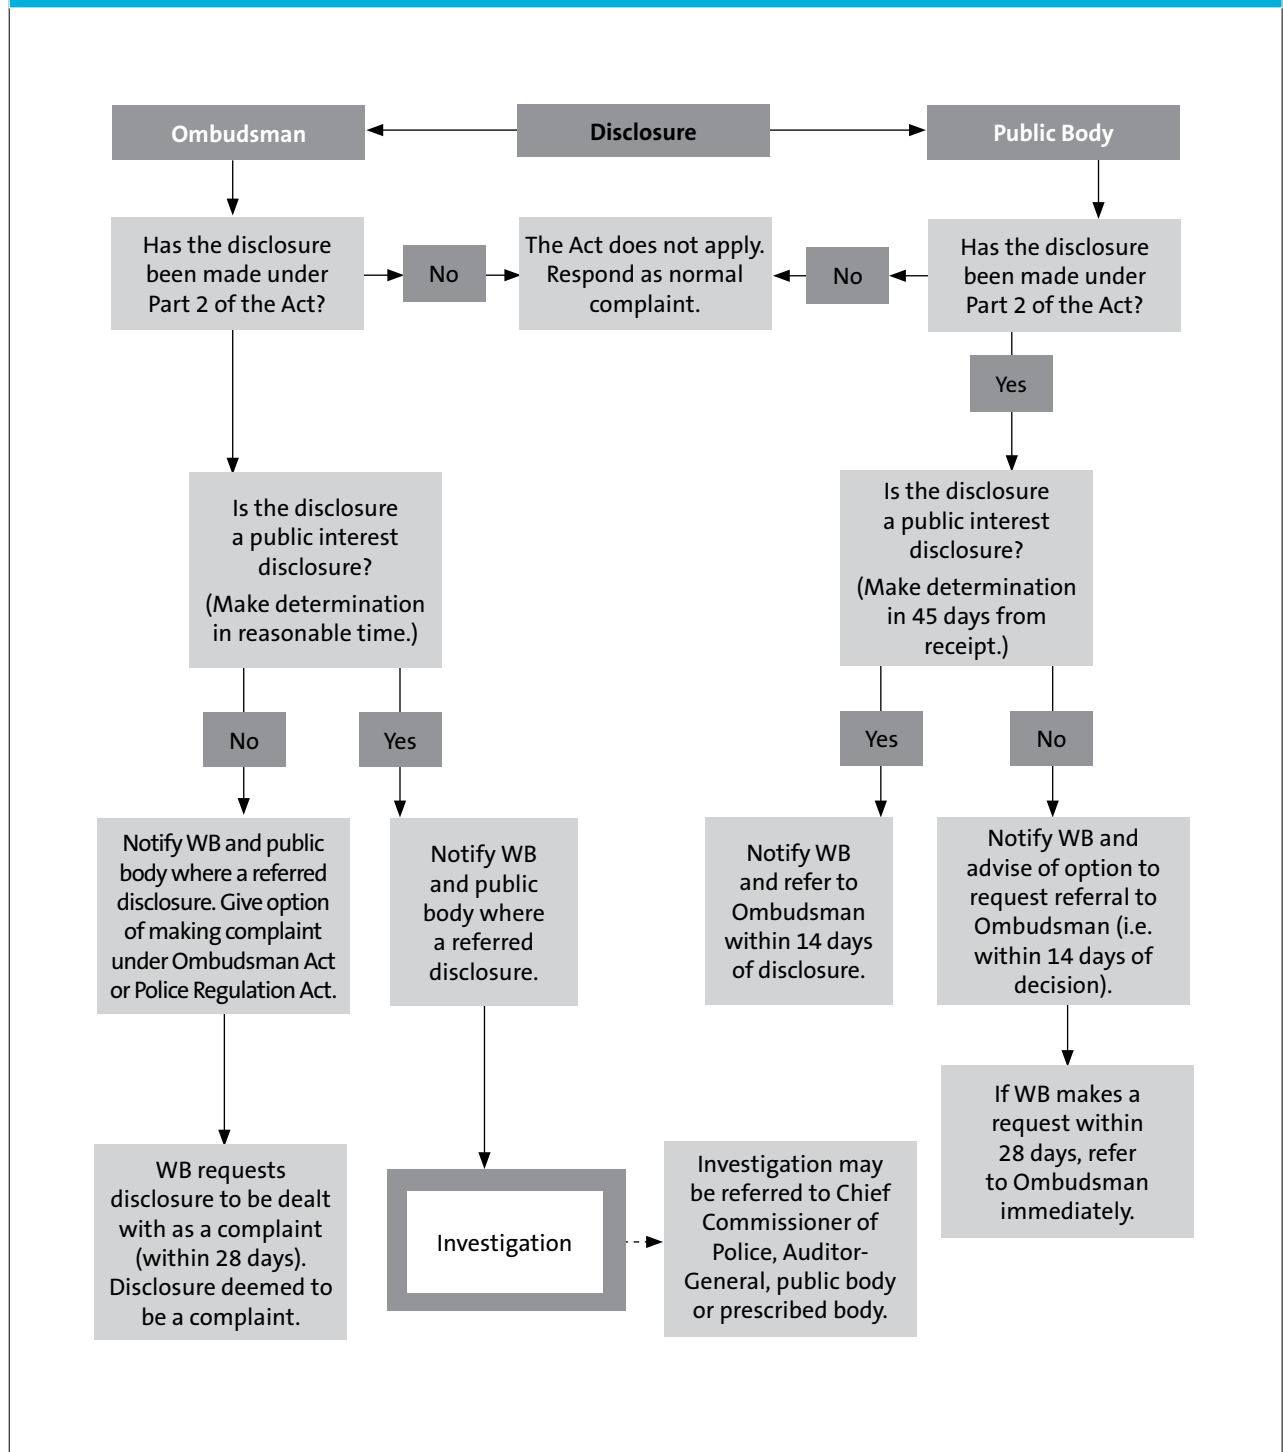 Ombudsman
Disclosure
Public Body
Has the disclosure
been made under
Part 2 of the Act?
No
The Act does not apply.
Respond as normal
complaint.
No
Has the disclosure
been made under
Part 2 of the Act?
Yes
Is the disclosure
a public interest
disclosure?
(Make determination
in reasonable time.)
Is the disclosure
a public interest
disclosure?
(Make determination
in 45 days from
receipt.)
No
Yes
Yes
No
Notify WB and public
body where a referred
disclosure. Give option
of making complaint
under Ombudsman Act
or Police Regulation Act.
Notify WB
and public
body where
a referred
disclosure.
Notify WB
and refer to
Ombudsman
within 14 days
of disclosure.
Notify WB and
advise of option to
request referral to
Ombudsman (i.e.
within 14 days of
decision).
If WB makes a
request within
28 days, refer
to Ombudsman
immediately.
WB requests
disclosure to be dealt
with as a complaint
(within 28 days).
Disclosure deemed to
be a complaint.
Investigation
Investigation may
be referred to Chief
Commissioner of
Police, Auditor-
General, public body
or prescribed body.